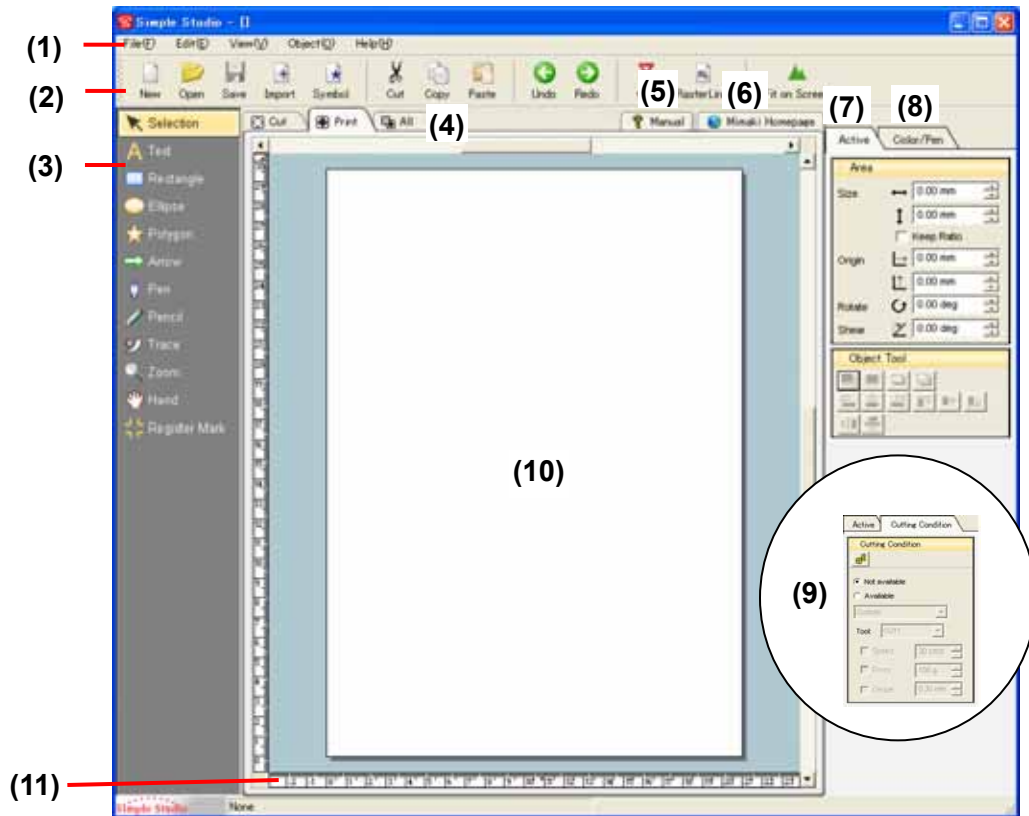 Simple Studio - []
(1) File(F) Edit(E) View(V) Object(O) Help(H)
(2) New Open Save Import Symbol Cut Copy Paste Undo Redo (5) RasterLin (6) Fit on Scree
Selection Cut Print All (4) Manual Mimaki Homepage (7) (8)
Active Color/Pen
(3) Text
Rectangle
Ellipse
Polygon
Arrow
Pen
Pencil
Trace
Zoom
Hand
Register Mark
Area
Size 0.00 mm
0.00 mm
Keep Ratio
Origin 0.00 mm
0.00 mm
Rotate 0.00 deg
Shear 0.00 deg
Object Tool
(10)
(9)
Active Cutting Condition
Cutting Condition
Not available
Available
Tool
(11)
Simple Studio None